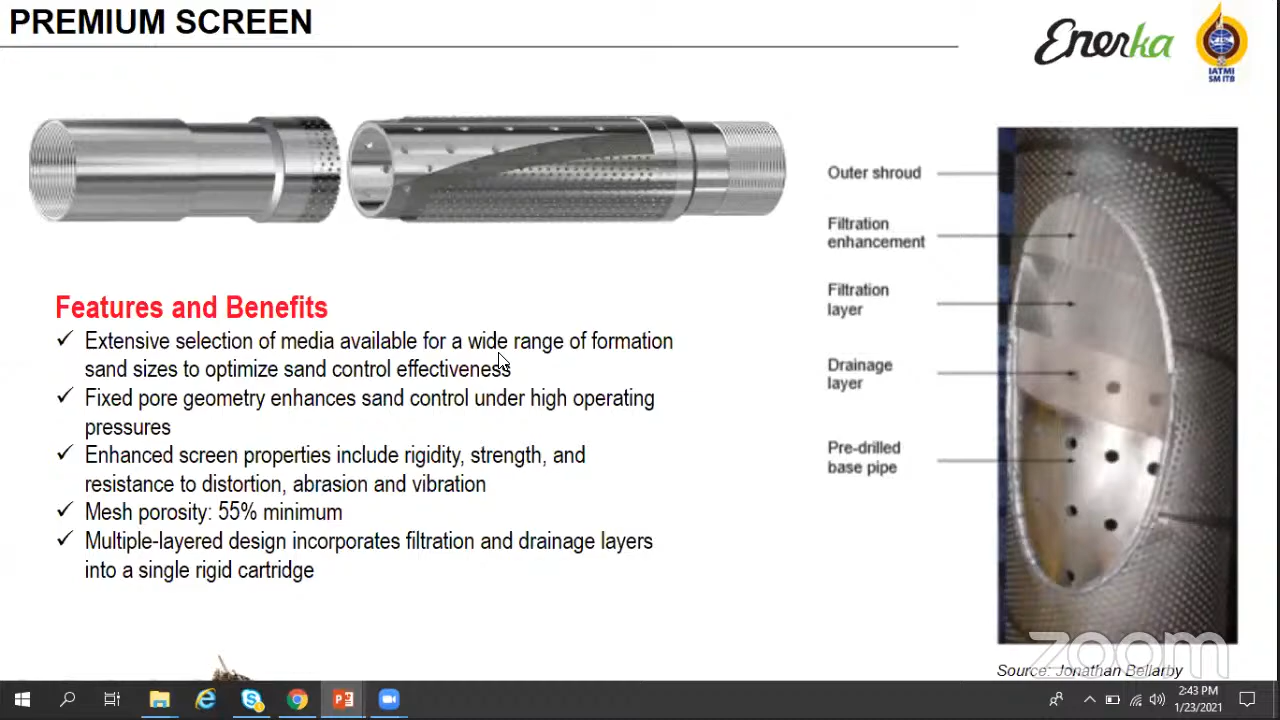 PREMIUM SCREEN
Enerka
IATMI
SM ITB
Outer shroud
Filtration
enhancement
Filtration
layer
Drainage
layer
Pre-drilled
base pipe
Features and Benefits
Extensive selection of media available for a wide range of formation
sand sizes to optimize sand control effectiveness
Fixed pore geometry enhances sand control under high operating
pressures
Enhanced screen properties include rigidity, strength, and
resistance to distortion, abrasion and vibration
Mesh porosity: 55% minimum
Multiple-layered design incorporates filtration and drainage layers
into a single rigid cartridge
zoom
Source: Jonathan Bellarby
2:43 PM
1/23/2021